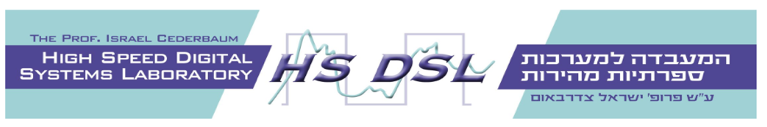 THE PROF. ISRAEL CEDERBAUM
HIGH SPEED DIGITAL
SYSTEMS LABORATORY
HS DSL
המעבדה למערכות
ספרתיות מהירות
ע"ש פרופ' ישראל צדרבאום